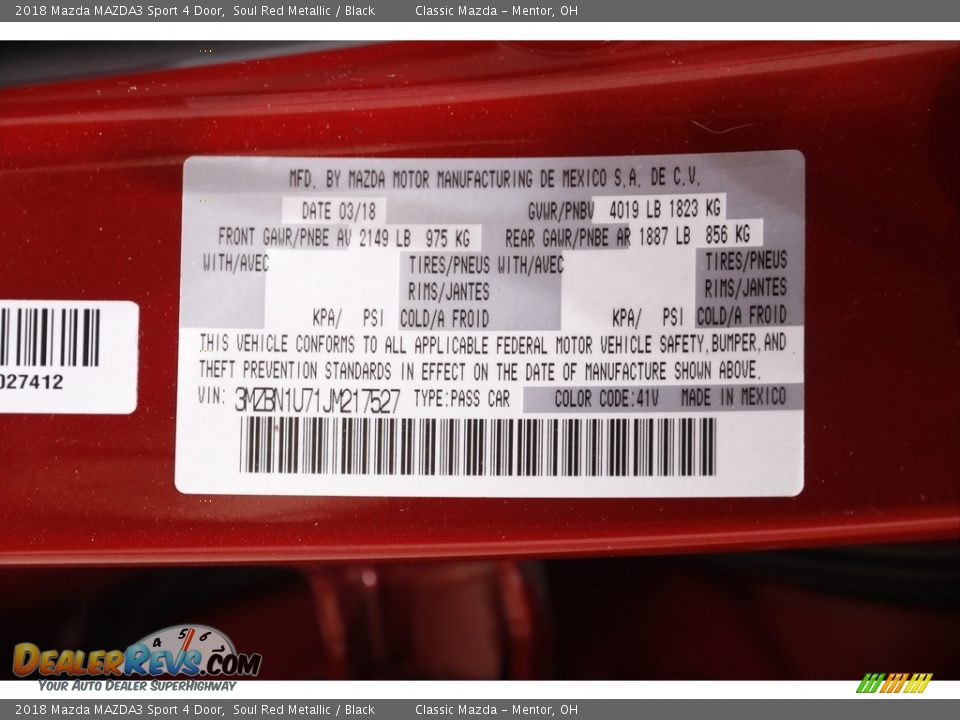 2018 Mazda MAZDA3 Sport 4 Door, Soul Red Metallic / Black Classic Mazda - Mentor, OH
MFD. BY MAZDA MOTOR MANUFACTURING DE MEXICO S.A. DE C.V.
DATE 03/18 GVWR/PNBV 4019 LB 1823 KG
FRONT GAWR/PNBE AV 2149 LB 975 KG REAR GAWR/PNBE AR 1887 LB 856 KG
WITH/AVEC TIRES/PNEUS WITH/AVEC TIRES/PNEUS
RIMS/JANTES RIMS/JANTES
KPA/ PSI COLD/A FROID KPA/ PSI COLD/A FROID
THIS VEHICLE CONFORMS TO ALL APPLICABLE FEDERAL MOTOR VEHICLE SAFETY,BUMPER,AND
THEFT PREVENTION STANDARDS IN EFFECT ON THE DATE OF MANUFACTURE SHOWN ABOVE.
VIN: 3MZBN1U71JM217527 TYPE:PASS CAR COLOR CODE:41V MADE IN MEXICO
027412
4 5 6
DEALERREVS.COM
YOUR AUTO DEALER SUPERHIGHWAY
2018 Mazda MAZDA3 Sport 4 Door, Soul Red Metallic / Black Classic Mazda - Mentor, OH